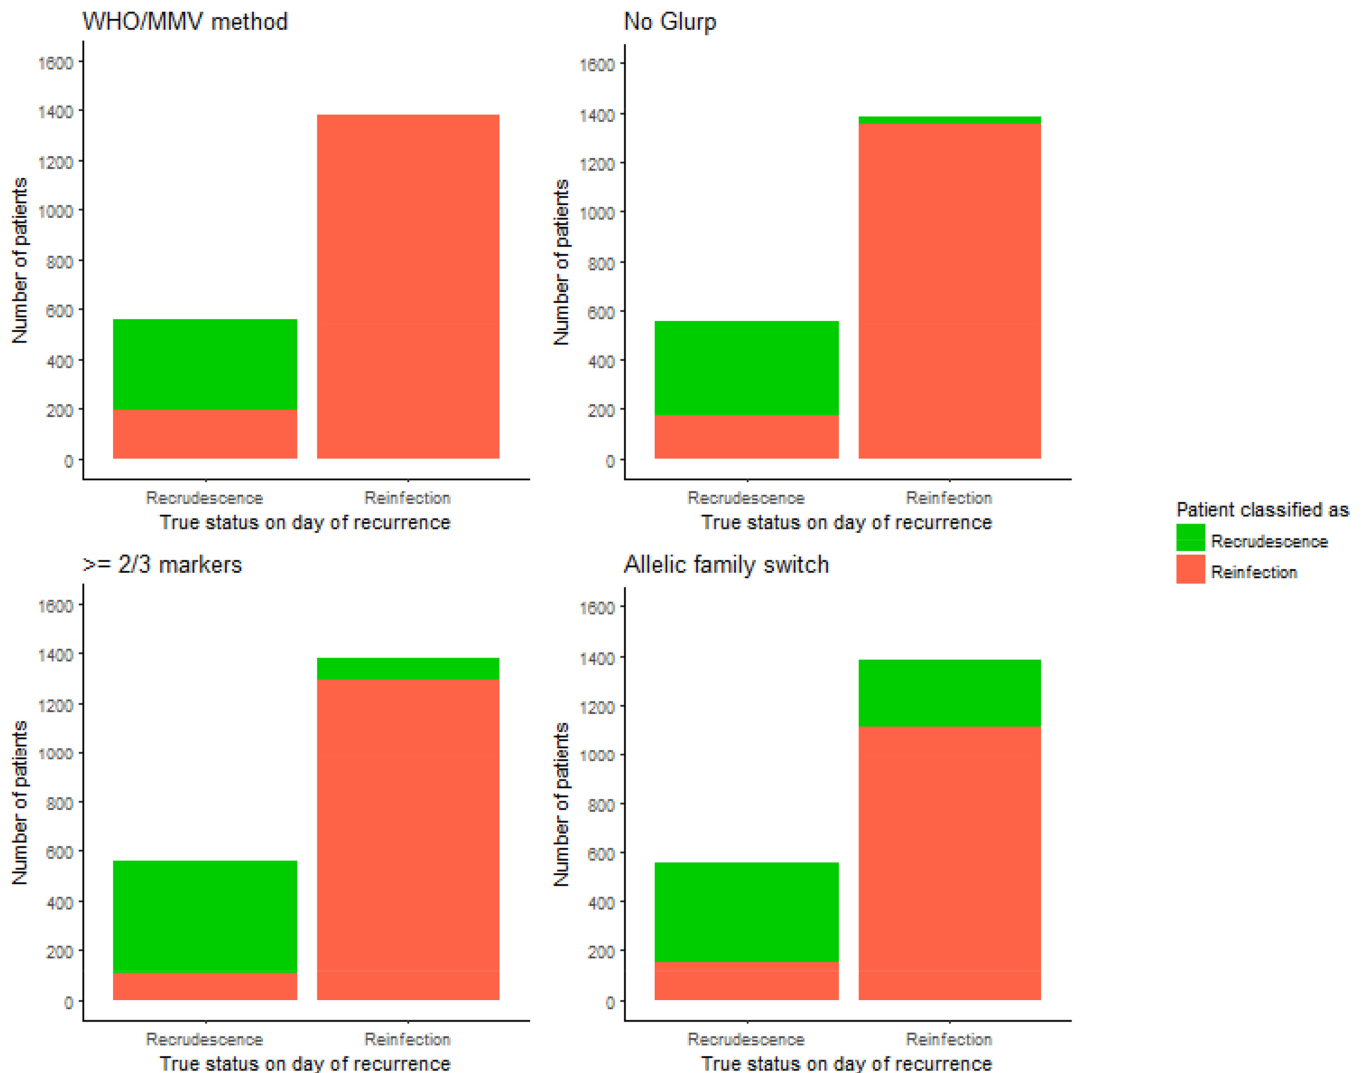 WHO/MMV method
1600
1400
1200
1000
800
600
400
200
0
Number of patients
Recrudescence Reinfection
True status on day of recurrence
No Glurp
1600
1400
1200
1000
800
600
400
200
0
Number of patients
Recrudescence Reinfection
True status on day of recurrence
>= 2/3 markers
1600
1400
1200
1000
800
600
400
200
0
Number of patients
Recrudescence Reinfection
True status on day of recurrence
Allelic family switch
1600
1400
1200
1000
800
600
400
200
0
Number of patients
Recrudescence Reinfection
True status on day of recurrence
Patient classified as
Recrudescence
Reinfection